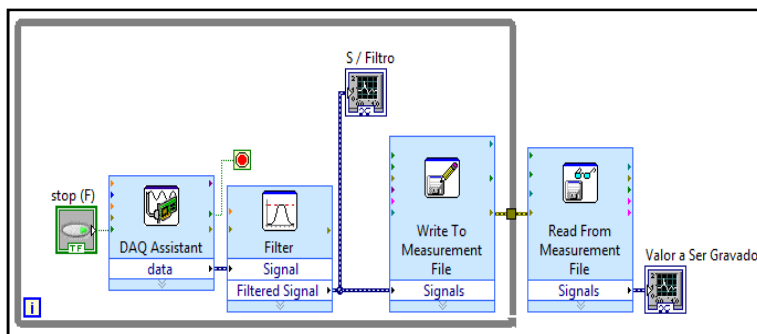 S / Filtro
stop (F)
TF
DAQ Assistant
data
Filter
Signal
Filtered Signal
Write To
Measurement
File
Signals
Read From
Measurement
File
Signals
Valor a Ser Gravado
i